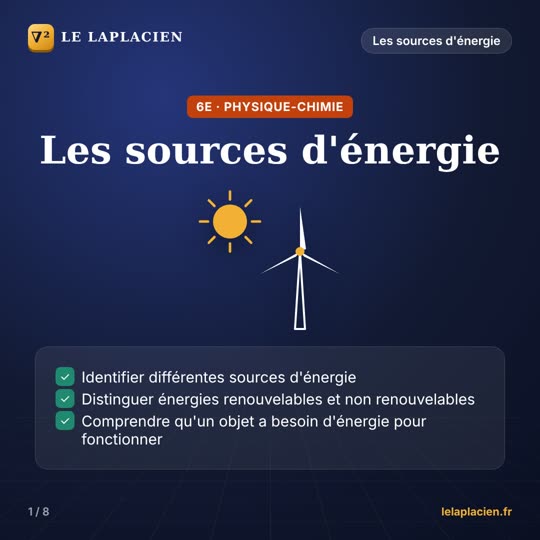 ∇² LE LAPLACIEN
Les sources d'énergie
6E · PHYSIQUE-CHIMIE
Les sources d'énergie
Identifier différentes sources d'énergie
Distinguer énergies renouvelables et non renouvelables
Comprendre qu'un objet a besoin d'énergie pour
fonctionner
1 / 8
lelaplacien.fr